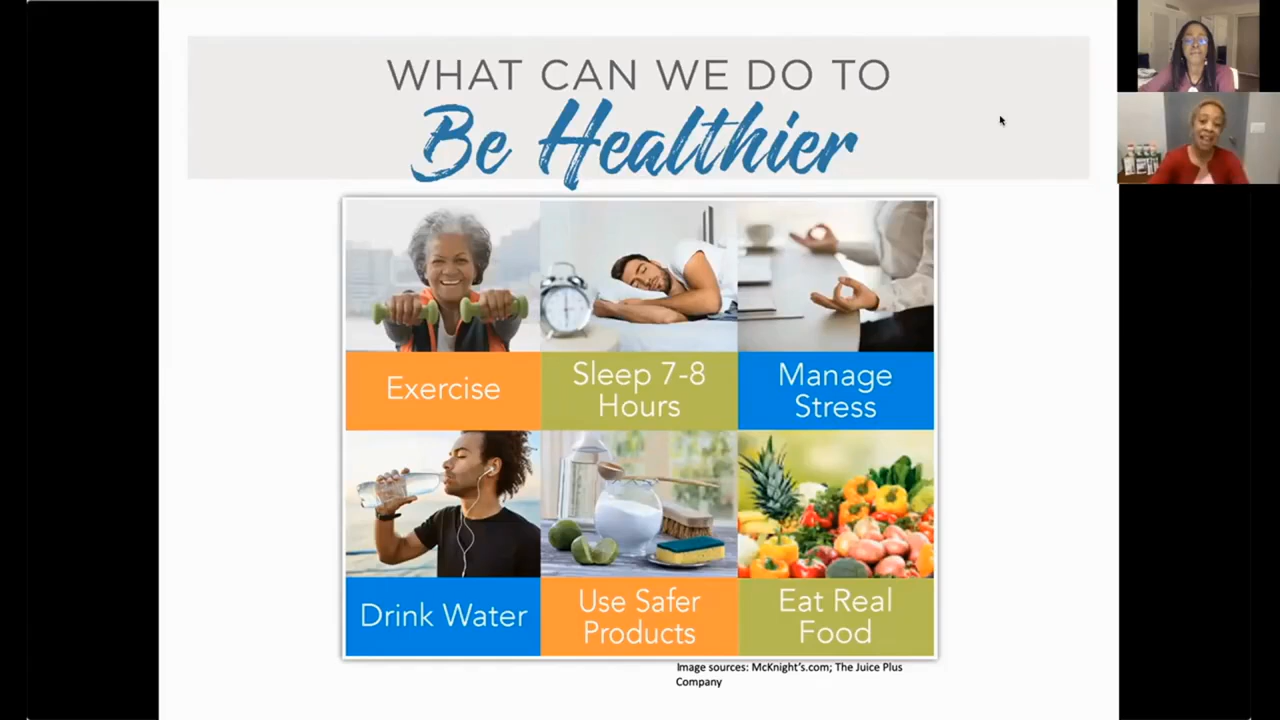 WHAT CAN WE DO TO
Be Healthier
Exercise
Sleep 7-8
Hours
Manage
Stress
Drink Water
Use Safer
Products
Eat Real
Food
Image sources: McKnight's.com; The Juice Plus
Company